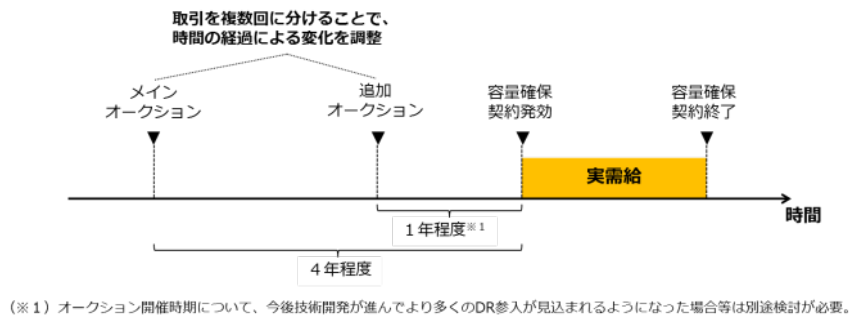 取引を複数回に分けることで、
時間の経過による変化を調整
メイン
オークション
追加
オークション
容量確保
契約発効
容量確保
契約終了
実需給
時間
1年程度※1
4年程度
（※1）オークション開催時期について、今後技術開発が進んでより多くのDR参入が見込まれるようになった場合等は別途検討が必要。